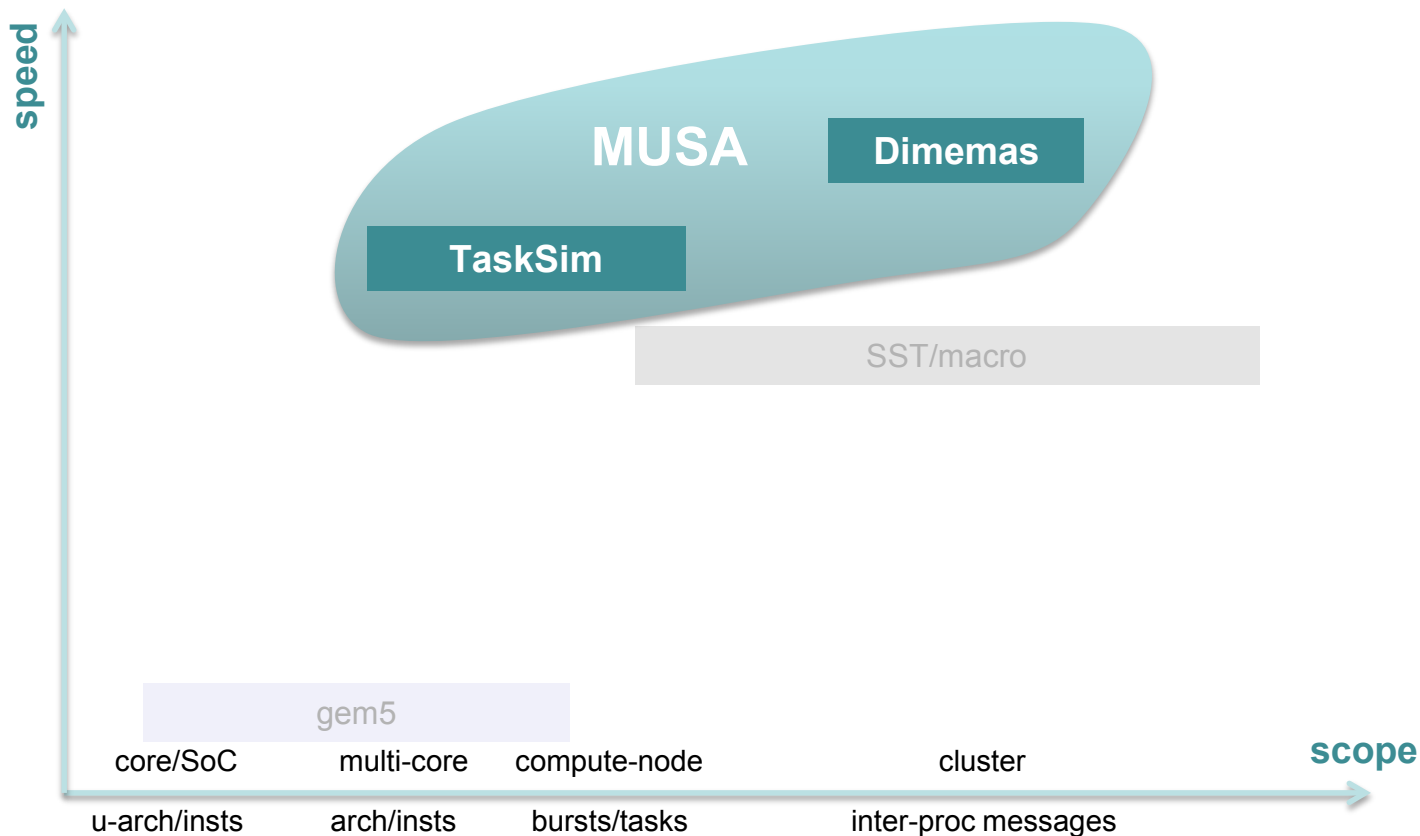 speed
MUSA
Dimemas
TaskSim
SST/macro
gem5
core/SoC multi-core compute-node cluster scope
u-arch/insts arch/insts bursts/tasks inter-proc messages